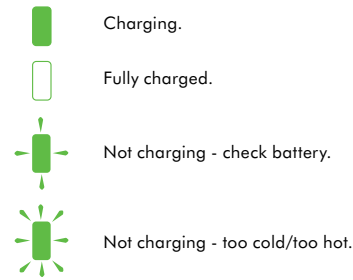 Charging.
Fully charged.
Not charging - check battery.
Not charging - too cold/too hot.